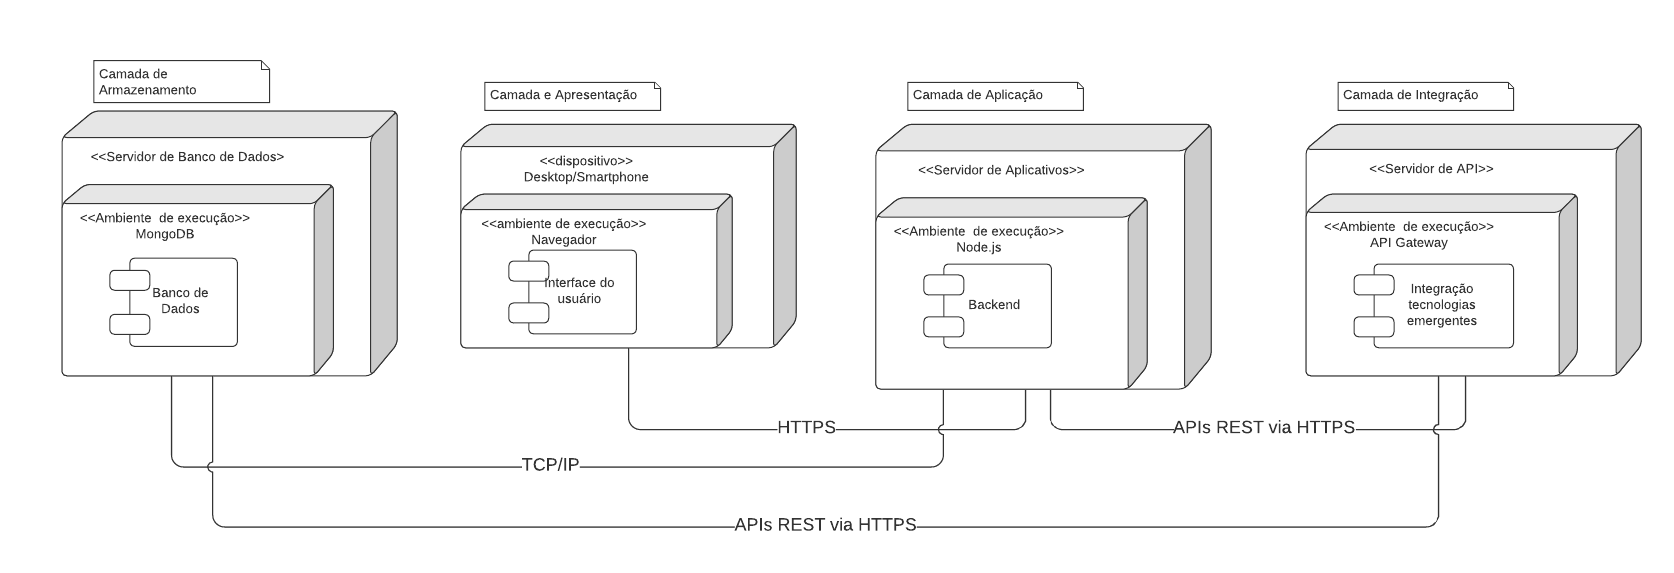 Camada de
Armazenamento
<<Servidor de Banco de Dados>
<<Ambiente  de execução>>
MongoDB
Banco de
Dados
Camada e Apresentação
<<dispositivo>>
Desktop/Smartphone
<<ambiente de execução>>
Navegador
Interface do
usuário
Camada de Aplicação
<<Servidor de Aplicativos>>
<<Ambiente  de execução>>
Node.js
Backend
Camada de Integração
<<Servidor de API>>
<<Ambiente  de execução>>
API Gateway
Integração
tecnologias
emergentes
HTTPS
APIs REST via HTTPS
TCP/IP
APIs REST via HTTPS